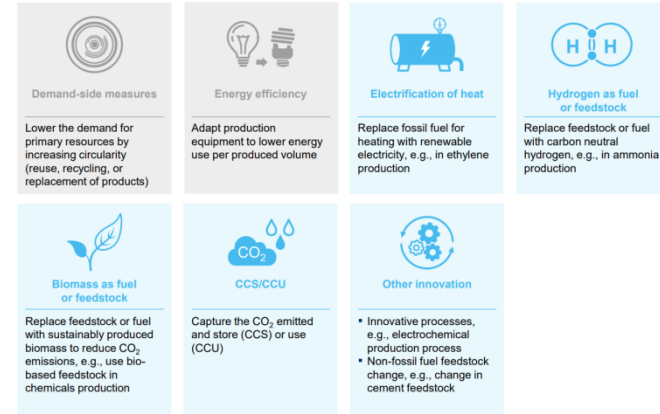 Demand-side measures
Lower the demand for
primary resources by
increasing circularity
(reuse, recycling, or
replacement of products)
Energy efficiency
Adapt production
equipment to lower energy
use per produced volume
Electrification of heat
Replace fossil fuel for
heating with renewable
electricity, e.g., in ethylene
production
H H
Hydrogen as fuel
or feedstock
Replace feedstock or fuel
with carbon neutral
hydrogen, e.g., in ammonia
production
Biomass as fuel
or feedstock
Replace feedstock or fuel
with sustainably produced
biomass to reduce CO₂
emissions, e.g., use bio-
based feedstock in
chemicals production
CO₂
CCS/CCU
Capture the CO₂ emitted
and store (CCS) or use
(CCU)
Other innovation
▪ Innovative processes,
e.g., electrochemical
production process
▪ Non-fossil fuel feedstock
change, e.g., change in
cement feedstock